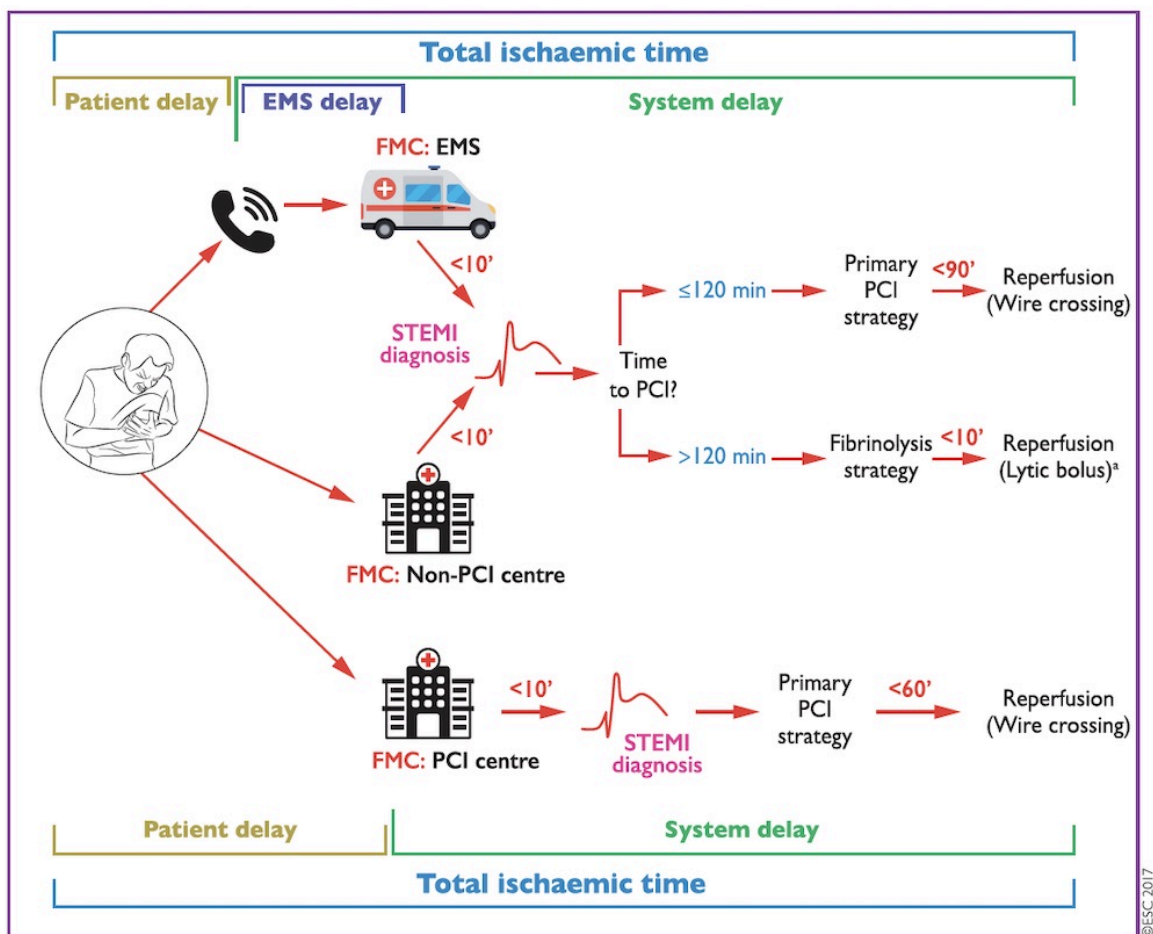 Total ischaemic time
Patient delay
EMS delay
System delay
FMC: EMS
<10’
STEMI
diagnosis
<10’
Time
to PCI?
≤120 min
Primary
PCI
strategy
<90’
Reperfusion
(Wire crossing)
>120 min
Fibrinolysis
strategy
<10’
Reperfusion
(Lytic bolus)ᵃ
FMC: Non-PCI centre
FMC: PCI centre
<10’
STEMI
diagnosis
Primary
PCI
strategy
<60’
Reperfusion
(Wire crossing)
Patient delay
System delay
Total ischaemic time
©ESC 2017